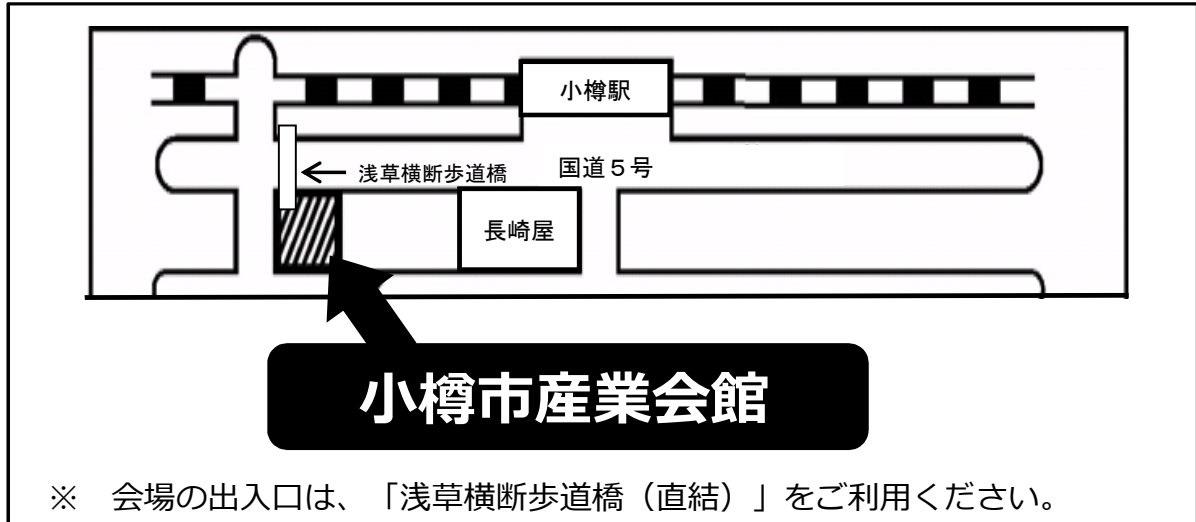 小樽駅
浅草横断歩道橋
国道５号
長崎屋
小樽市産業会館
※　会場の出入口は、「浅草横断歩道橋（直結）」をご利用ください。